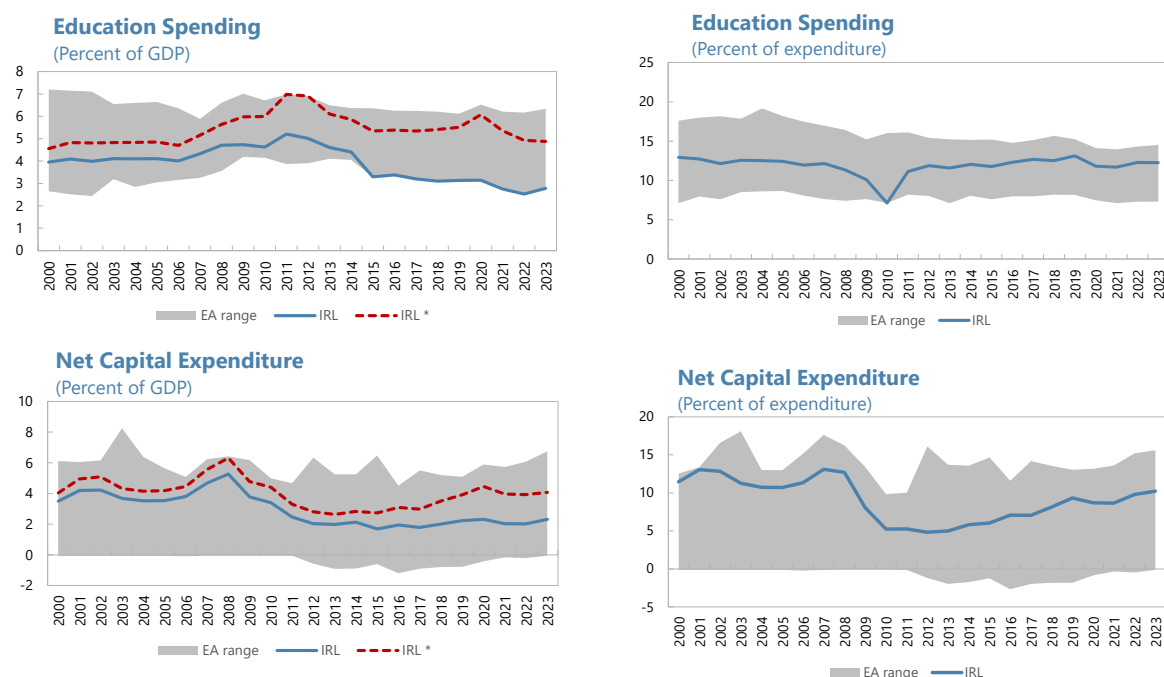 Education Spending
(Percent of GDP)
8
7
6
5
4
3
2
1
0
2000 2001 2002 2003 2004 2005 2006 2007 2008 2009 2010 2011 2012 2013 2014 2015 2016 2017 2018 2019 2020 2021 2022 2023
EA range IRL IRL *
Education Spending
(Percent of expenditure)
25
20
15
10
5
0
2000 2001 2002 2003 2004 2005 2006 2007 2008 2009 2010 2011 2012 2013 2014 2015 2016 2017 2018 2019 2020 2021 2022 2023
EA range IRL
Net Capital Expenditure
(Percent of GDP)
10
8
6
4
2
0
-2
2000 2001 2002 2003 2004 2005 2006 2007 2008 2009 2010 2011 2012 2013 2014 2015 2016 2017 2018 2019 2020 2021 2022 2023
EA range IRL IRL *
Net Capital Expenditure
(Percent of expenditure)
20
15
10
5
0
-5
2000 2001 2002 2003 2004 2005 2006 2007 2008 2009 2010 2011 2012 2013 2014 2015 2016 2017 2018 2019 2020 2021 2022 2023
EA range IRL